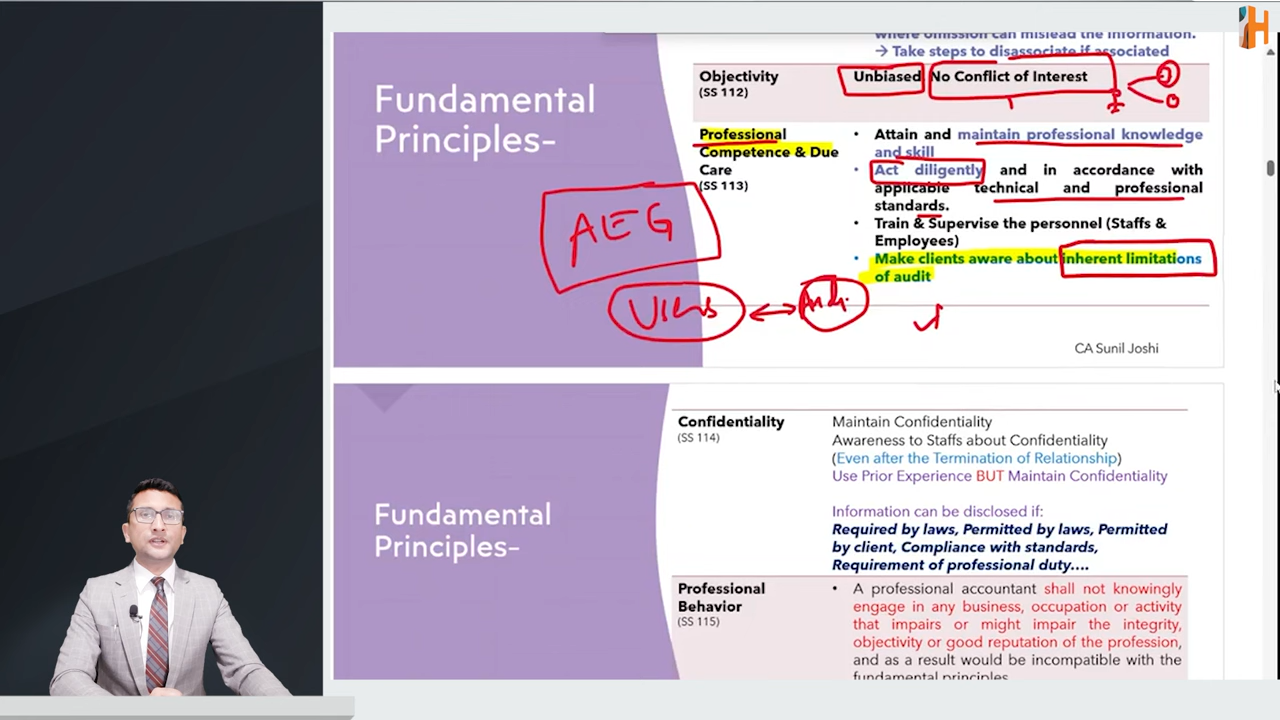 H
where omission can mislead the information.
→ Take steps to disassociate if associated
Fundamental
Principles-
Objectivity
(SS 112)
Unbiased No Conflict of Interest
Professional
Competence & Due
Care
(SS 113)
• Attain and maintain professional knowledge
and skill
• Act diligently and in accordance with
applicable technical and professional
standards.
• Train & Supervise the personnel (Staffs &
Employees)
• Make clients aware about inherent limitations
of audit
AEG
CA Sunil Joshi
Fundamental
Principles-
Confidentiality
(SS 114)
Maintain Confidentiality
Awareness to Staffs about Confidentiality
(Even after the Termination of Relationship)
Use Prior Experience BUT Maintain Confidentiality
Information can be disclosed if:
Required by laws, Permitted by laws, Permitted
by client, Compliance with standards,
Requirement of professional duty....
Professional
Behavior
(SS 115)
• A professional accountant shall not knowingly
engage in any business, occupation or activity
that impairs or might impair the integrity,
objectivity or good reputation of the profession,
and as a result would be incompatible with the
fundamental principles